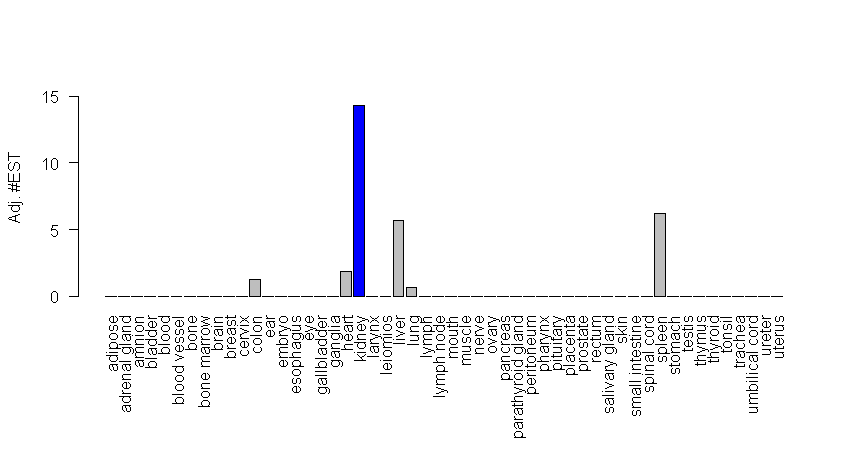 15
10
5
0
Adj. #EST
adipose
adrenal gland
amnion
bladder
blood
blood vessel
bone
bone marrow
brain
breast
cervix
colon
ear
embryo
esophagus
eye
gallbladder
ganglia
heart
kidney
larynx
leiomios
liver
lung
lymph
lymph node
mouth
muscle
nerve
ovary
pancreas
parathyroid gland
peritoneum
pharynx
pituitary
placenta
prostate
rectum
salivary gland
skin
small intestine
spinal cord
spleen
stomach
testis
thymus
thyroid
tonsil
trachea
umbilical cord
ureter
uterus